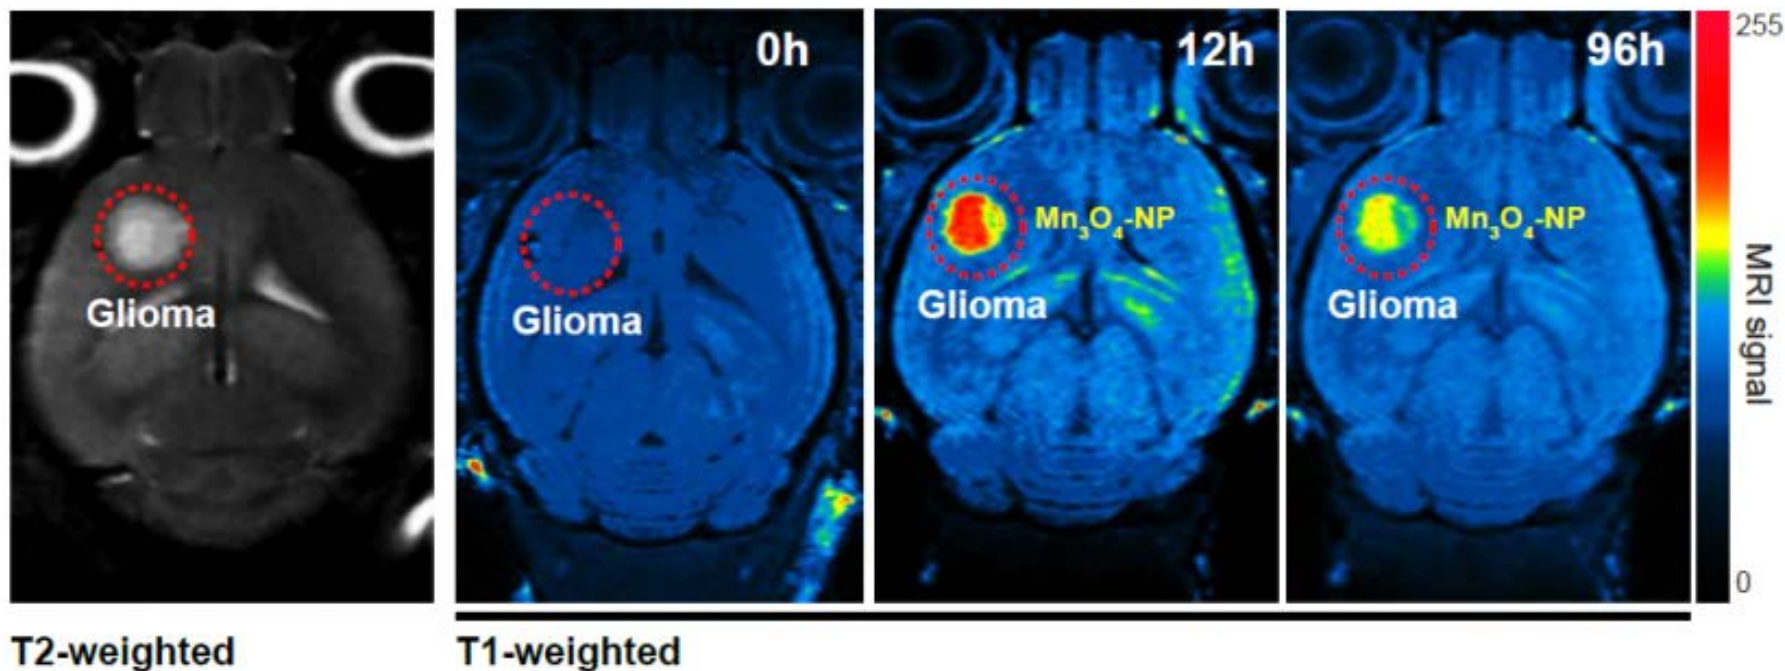 0h
12h
96h
255
Mn₃O₄-NP
Mn₃O₄-NP
Glioma
Glioma
Glioma
Glioma
MRI signal
0
T2-weighted
T1-weighted